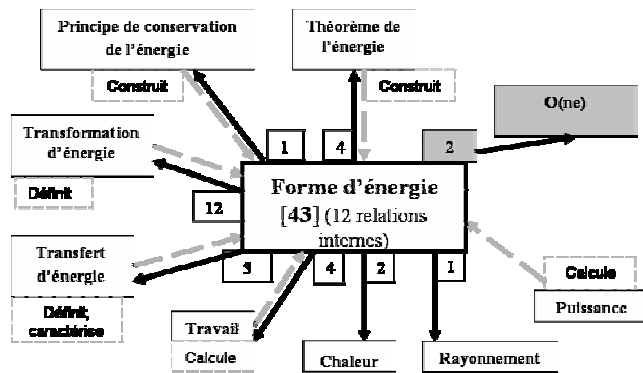 Principe de conservation
de l'énergie
Construit
Théorème de
l'énergie
Construit
O(ne)
Transformation
d'énergie
Définit
1
4
2
12
Forme d'énergie
[43] (12 relations
internes)
Transfert
d'énergie
Définit,
caractérise
3
4
2
1
Calcule
Puissance
Travail
Calcule
Chaleur
Rayonnement